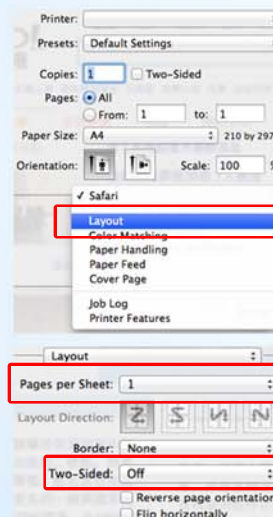 Printer:
Presets: Default Settings
Copies: 1 Two-Sided
Pages: All
From: 1 to: 1
Paper Size: A4 210 by 297
Orientation: Scale: 100
✓ Safari
Layout
Color Matching
Paper Handling
Paper Feed
Cover Page
Job Log
Printer Features
Layout
Pages per Sheet: 1
Layout Direction:
Border: None
Two-Sided: Off
Reverse page orientation
Flip horizontally